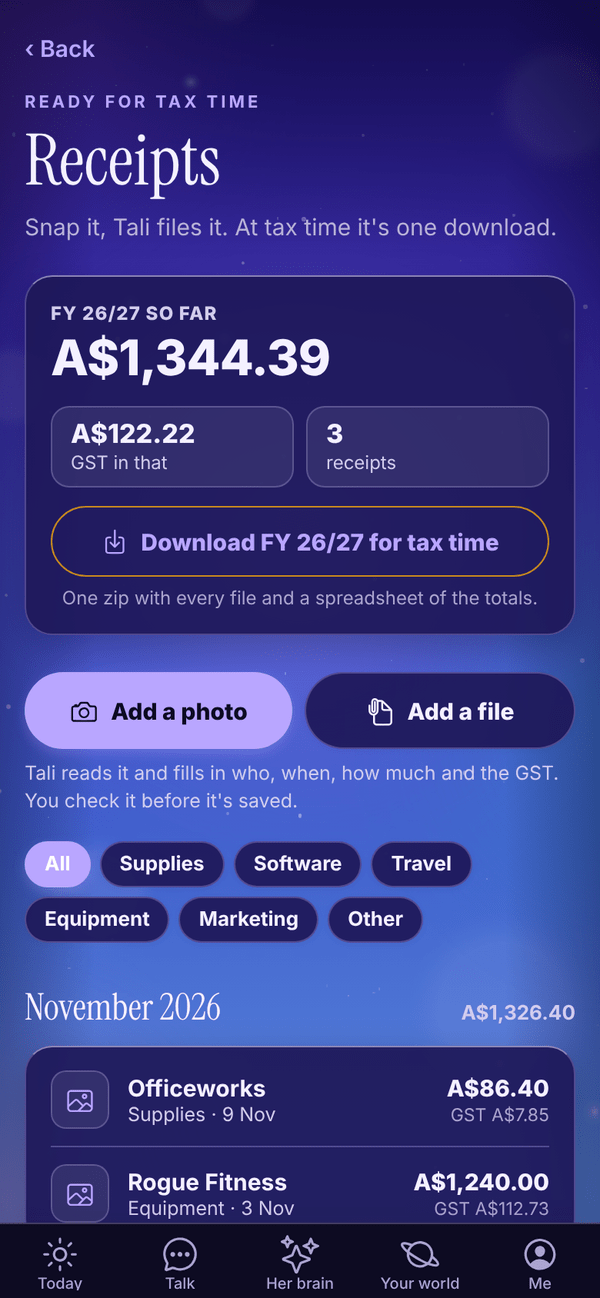 ‹ Back
READY FOR TAX TIME
Receipts
Snap it, Tali files it. At tax time it's one download.
FY 26/27 SO FAR
A$1,344.39
A$122.22
GST in that
3
receipts
Download FY 26/27 for tax time
One zip with every file and a spreadsheet of the totals.
Add a photo
Add a file
Tali reads it and fills in who, when, how much and the GST.
You check it before it's saved.
All
Supplies
Software
Travel
Equipment
Marketing
Other
November 2026
A$1,326.40
Officeworks
A$86.40
Supplies · 9 Nov
GST A$7.85
Rogue Fitness
A$1,240.00
Equipment · 3 Nov
GST A$112.73
Today
Talk
Her brain
Your world
Me